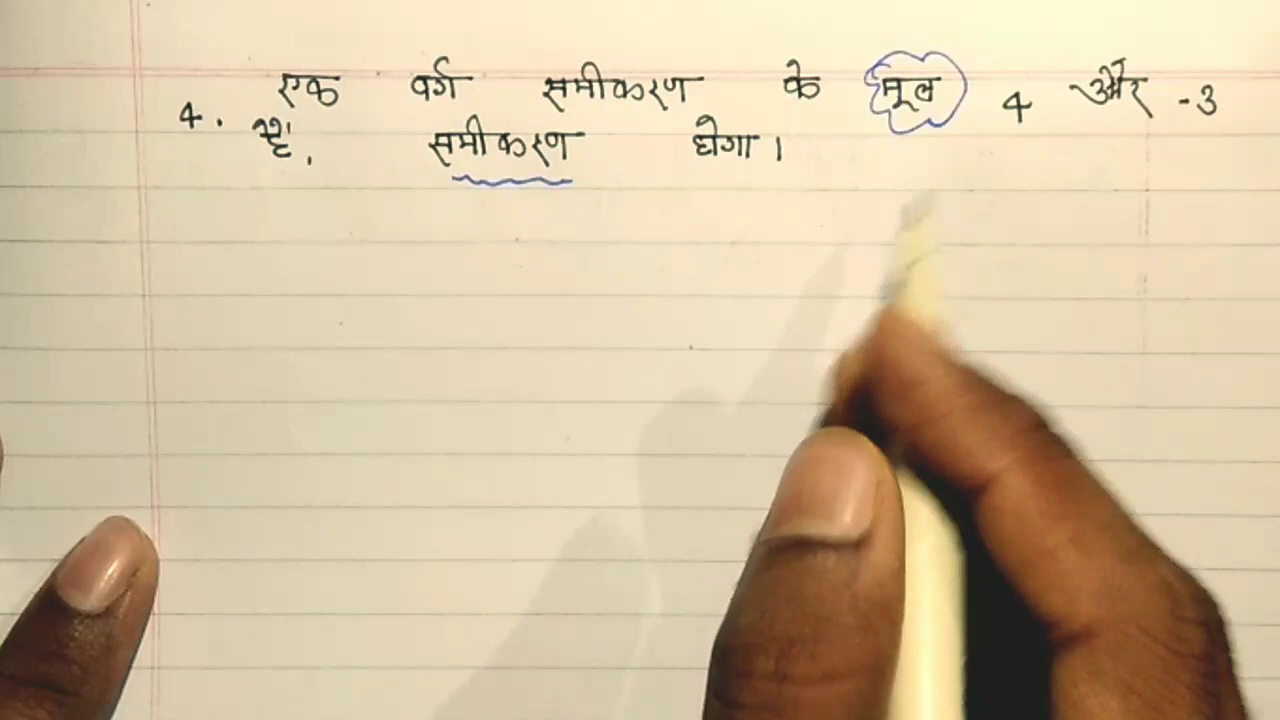 एक वर्ग समीकरण के मूल 4 और -3
4. हैं, समीकरण होगा।